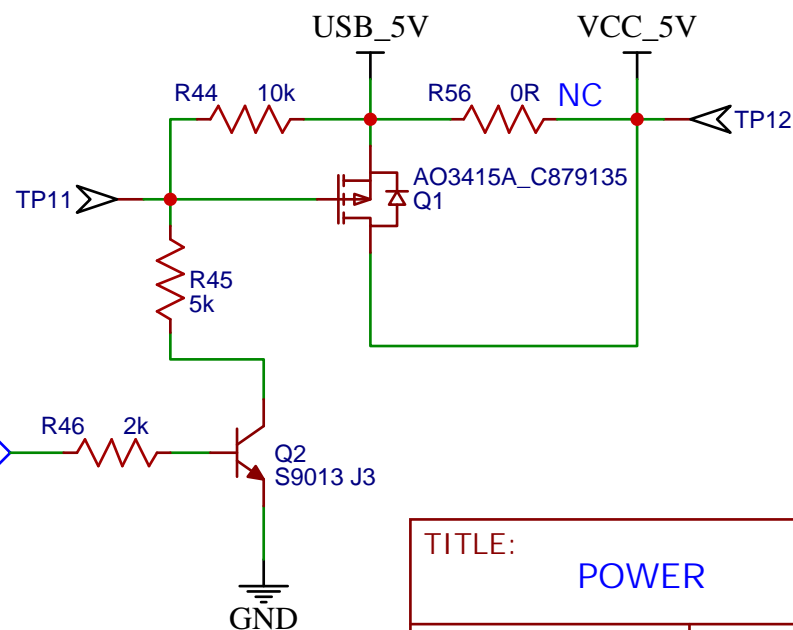 USB_5V VCC_5V
R44 10k R56 0R NC
TP12
AO3415A_C879135
Q1
TP11
R45
5k
R46 2k
Q2
S9013 J3
GND
TITLE:
POWER